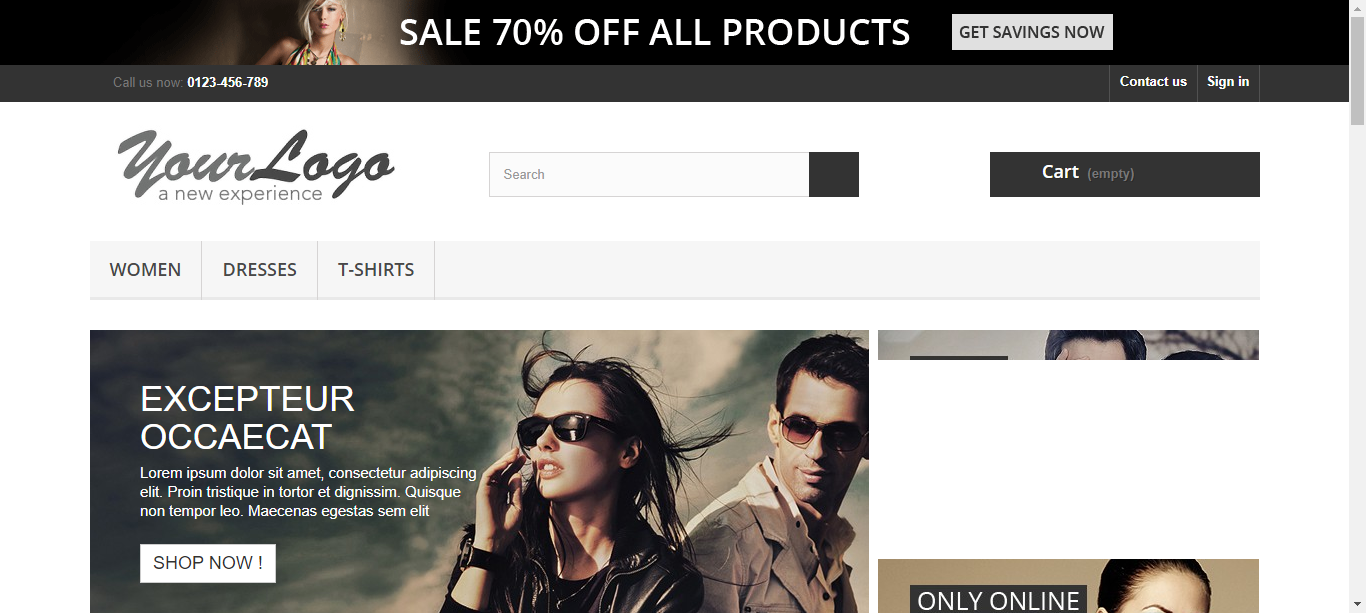 SALE 70% OFF ALL PRODUCTS
GET SAVINGS NOW
Call us now: 0123-456-789
Contact us
Sign in
YourLogo
a new experience
Search
Cart (empty)
WOMEN
DRESSES
T-SHIRTS
EXCEPTEUR
OCCAECAT
Lorem ipsum dolor sit amet, consectetur adipiscing
elit. Proin tristique in tortor et dignissim. Quisque
non tempor leo. Maecenas egestas sem elit
SHOP NOW !
ONLY ONLINE